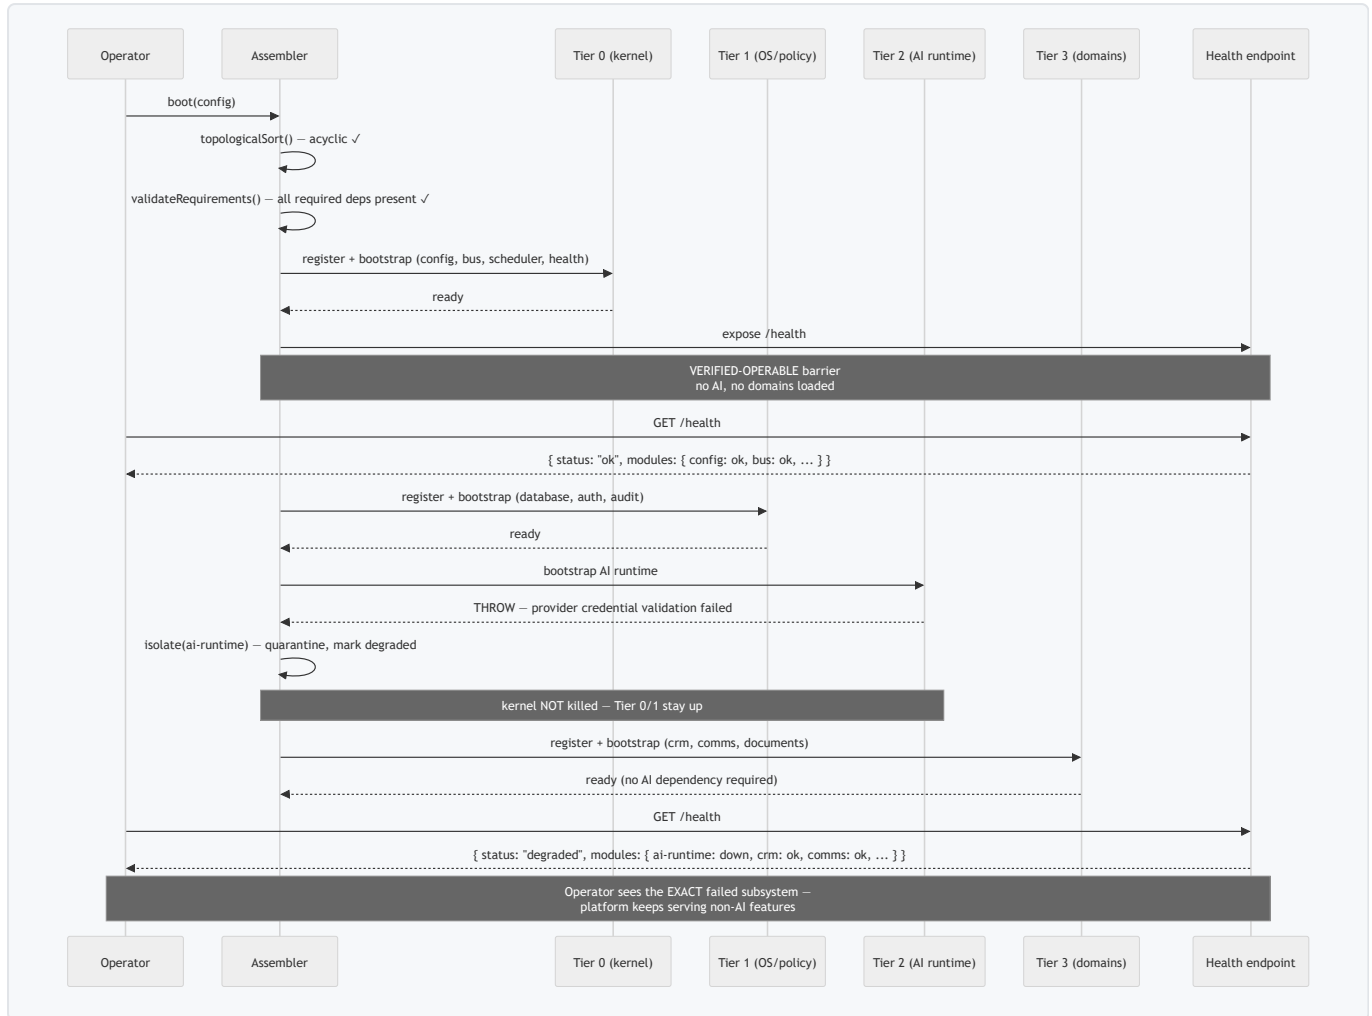 Operator
Assembler
Tier 0 (kernel)
Tier 1 (OS/policy)
Tier 2 (AI runtime)
Tier 3 (domains)
Health endpoint
boot(config)
topologicalSort() — acyclic ✓
validateRequirements() — all required deps present ✓
register + bootstrap (config, bus, scheduler, health)
ready
expose /health
VERIFIED-OPERABLE barrier
no AI, no domains loaded
GET /health
{ status: "ok", modules: { config: ok, bus: ok, ... } }
register + bootstrap (database, auth, audit)
ready
bootstrap AI runtime
THROW — provider credential validation failed
isolate(ai-runtime) — quarantine, mark degraded
kernel NOT killed — Tier 0/1 stay up
register + bootstrap (crm, comms, documents)
ready (no AI dependency required)
GET /health
{ status: "degraded", modules: { ai-runtime: down, crm: ok, comms: ok, ... } }
Operator sees the EXACT failed subsystem —
platform keeps serving non-AI features
Operator
Assembler
Tier 0 (kernel)
Tier 1 (OS/policy)
Tier 2 (AI runtime)
Tier 3 (domains)
Health endpoint